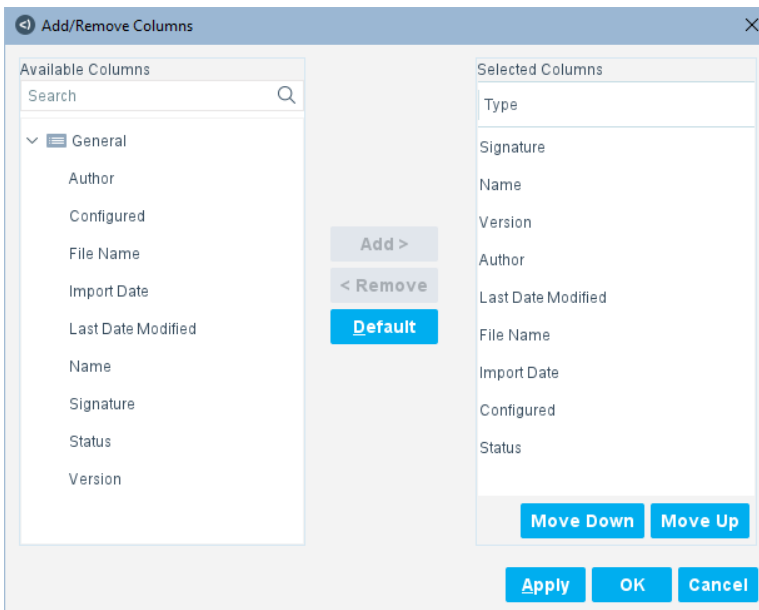 Add/Remove Columns
Available Columns
Search
General
Author
Configured
File Name
Import Date
Last Date Modified
Name
Signature
Status
Version
Add >
< Remove
Default
Selected Columns
Type
Signature
Name
Version
Author
Last Date Modified
File Name
Import Date
Configured
Status
Move Down
Move Up
Apply
OK
Cancel